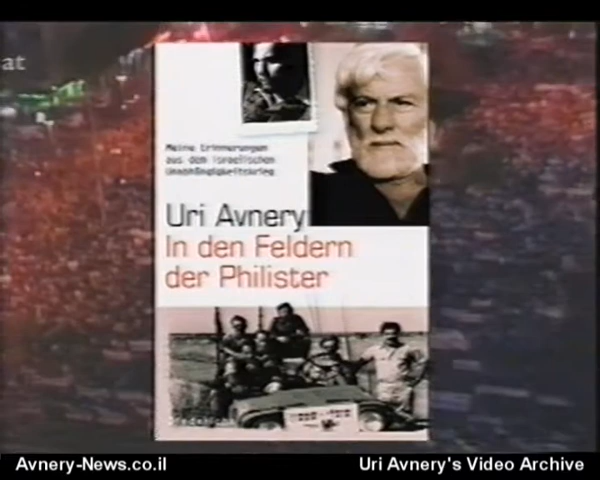 at
Meine Erinnerungen
aus dem israelischen
Unabhängigkeitskrieg
Uri Avnery
In den Feldern
der Philister
Avnery-News.co.il
Uri Avnery's Video Archive